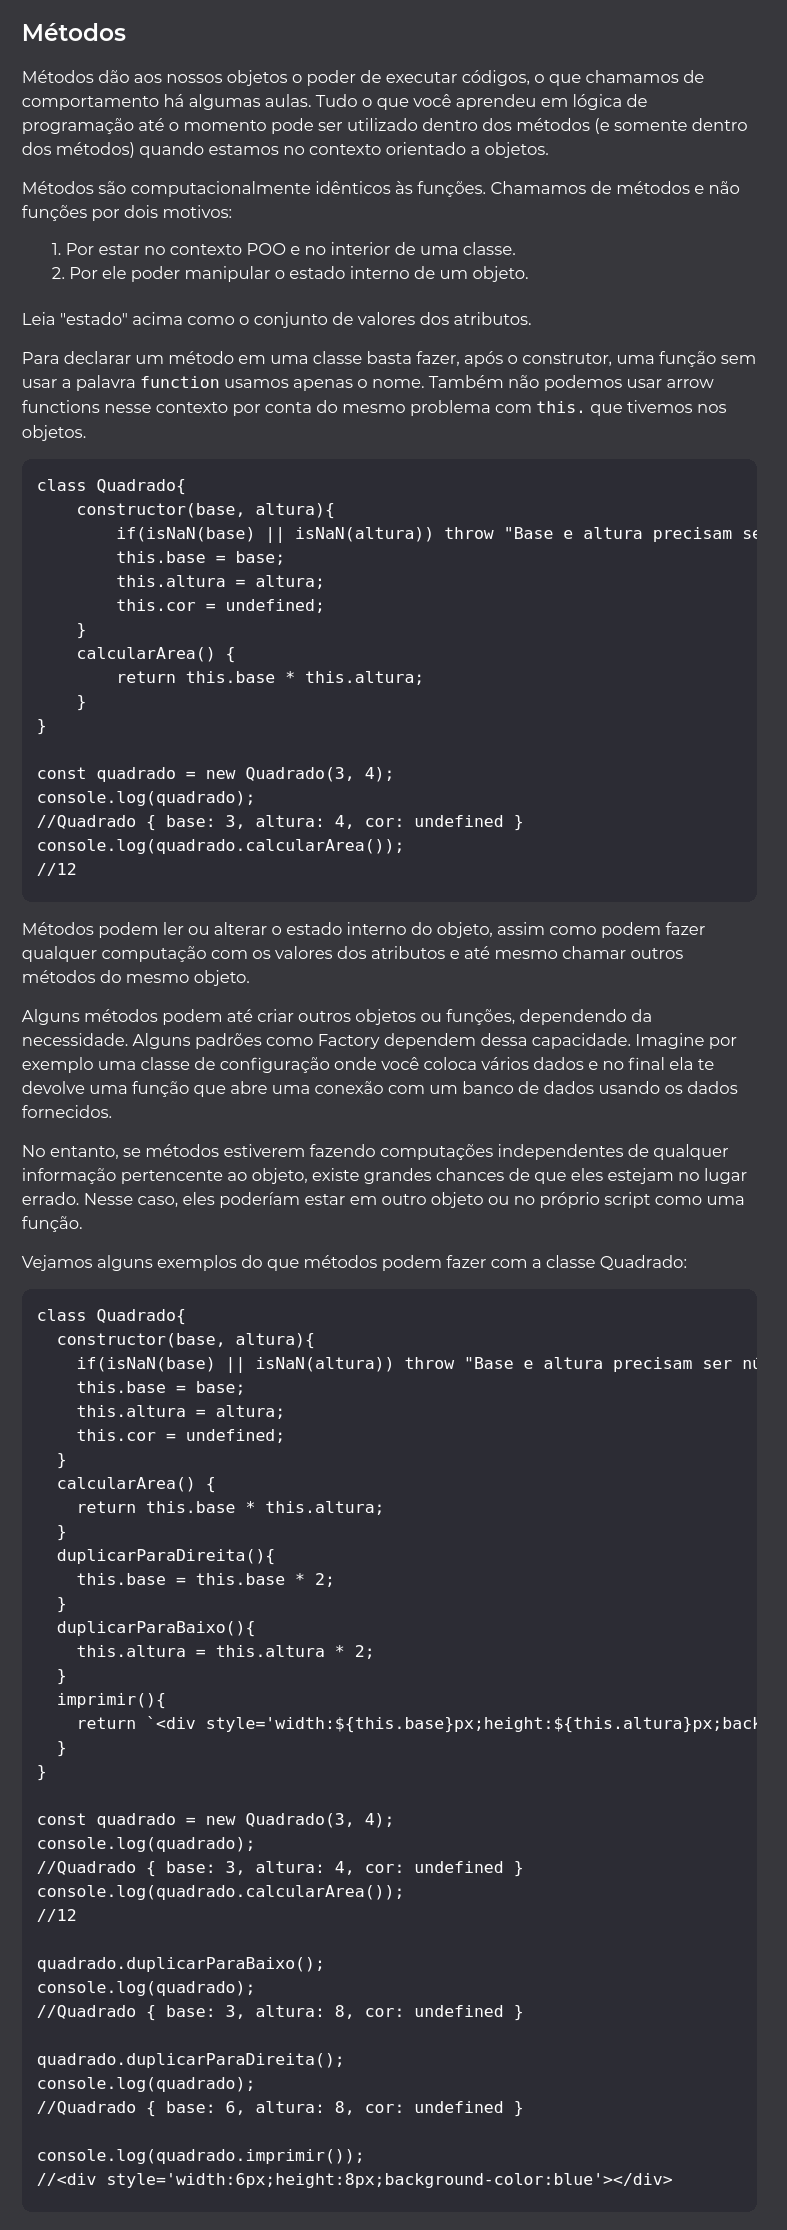 Métodos
Métodos dão aos nossos objetos o poder de executar códigos, o que chamamos de
comportamento há algumas aulas. Tudo o que você aprendeu em lógica de
programação até o momento pode ser utilizado dentro dos métodos (e somente dentro
dos métodos) quando estamos no contexto orientado a objetos.
Métodos são computacionalmente idênticos às funções. Chamamos de métodos e não
funções por dois motivos:
1. Por estar no contexto POO e no interior de uma classe.
2. Por ele poder manipular o estado interno de um objeto.
Leia "estado" acima como o conjunto de valores dos atributos.
Para declarar um método em uma classe basta fazer, após o construtor, uma função sem
usar a palavra function usamos apenas o nome. Também não podemos usar arrow
functions nesse contexto por conta do mesmo problema com this. que tivemos nos
objetos.
class Quadrado{
    constructor(base, altura){
        if(isNaN(base) || isNaN(altura)) throw "Base e altura precisam se
        this.base = base;
        this.altura = altura;
        this.cor = undefined;
    }
    calcularArea() {
        return this.base * this.altura;
    }
}
const quadrado = new Quadrado(3, 4);
console.log(quadrado);
//Quadrado { base: 3, altura: 4, cor: undefined }
console.log(quadrado.calcularArea());
//12
Métodos podem ler ou alterar o estado interno do objeto, assim como podem fazer
qualquer computação com os valores dos atributos e até mesmo chamar outros
métodos do mesmo objeto.
Alguns métodos podem até criar outros objetos ou funções, dependendo da
necessidade. Alguns padrões como Factory dependem dessa capacidade. Imagine por
exemplo uma classe de configuração onde você coloca vários dados e no final ela te
devolve uma função que abre uma conexão com um banco de dados usando os dados
fornecidos.
No entanto, se métodos estiverem fazendo computações independentes de qualquer
informação pertencente ao objeto, existe grandes chances de que eles estejam no lugar
errado. Nesse caso, eles poderíam estar em outro objeto ou no próprio script como uma
função.
Vejamos alguns exemplos do que métodos podem fazer com a classe Quadrado:
class Quadrado{
  constructor(base, altura){
    if(isNaN(base) || isNaN(altura)) throw "Base e altura precisam ser nú
    this.base = base;
    this.altura = altura;
    this.cor = undefined;
  }
  calcularArea() {
    return this.base * this.altura;
  }
  duplicarParaDireita(){
    this.base = this.base * 2;
  }
  duplicarParaBaixo(){
    this.altura = this.altura * 2;
  }
  imprimir(){
    return `<div style='width:${this.base}px;height:${this.altura}px;back
  }
}
const quadrado = new Quadrado(3, 4);
console.log(quadrado);
//Quadrado { base: 3, altura: 4, cor: undefined }
console.log(quadrado.calcularArea());
//12
quadrado.duplicarParaBaixo();
console.log(quadrado);
//Quadrado { base: 3, altura: 8, cor: undefined }
quadrado.duplicarParaDireita();
console.log(quadrado);
//Quadrado { base: 6, altura: 8, cor: undefined }
console.log(quadrado.imprimir());
//<div style='width:6px;height:8px;background-color:blue'></div>